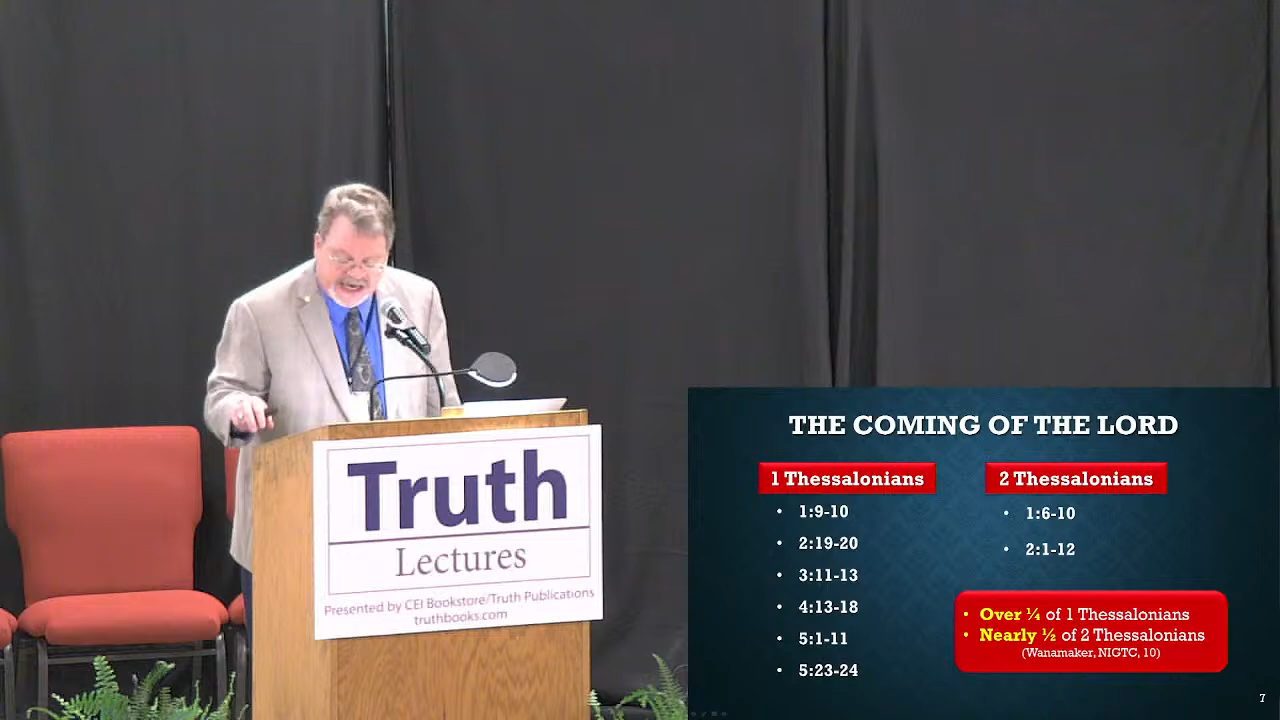 Truth
Lectures
Presented by CEI Bookstore/Truth Publications
truthbooks.com
THE COMING OF THE LORD
1 Thessalonians
• 1:9-10
• 2:19-20
• 3:11-13
• 4:13-18
• 5:1-11
• 5:23-24
2 Thessalonians
• 1:6-10
• 2:1-12
• Over ¼ of 1 Thessalonians
• Nearly ½ of 2 Thessalonians
(Wanamaker, NIGTC, 10)
7